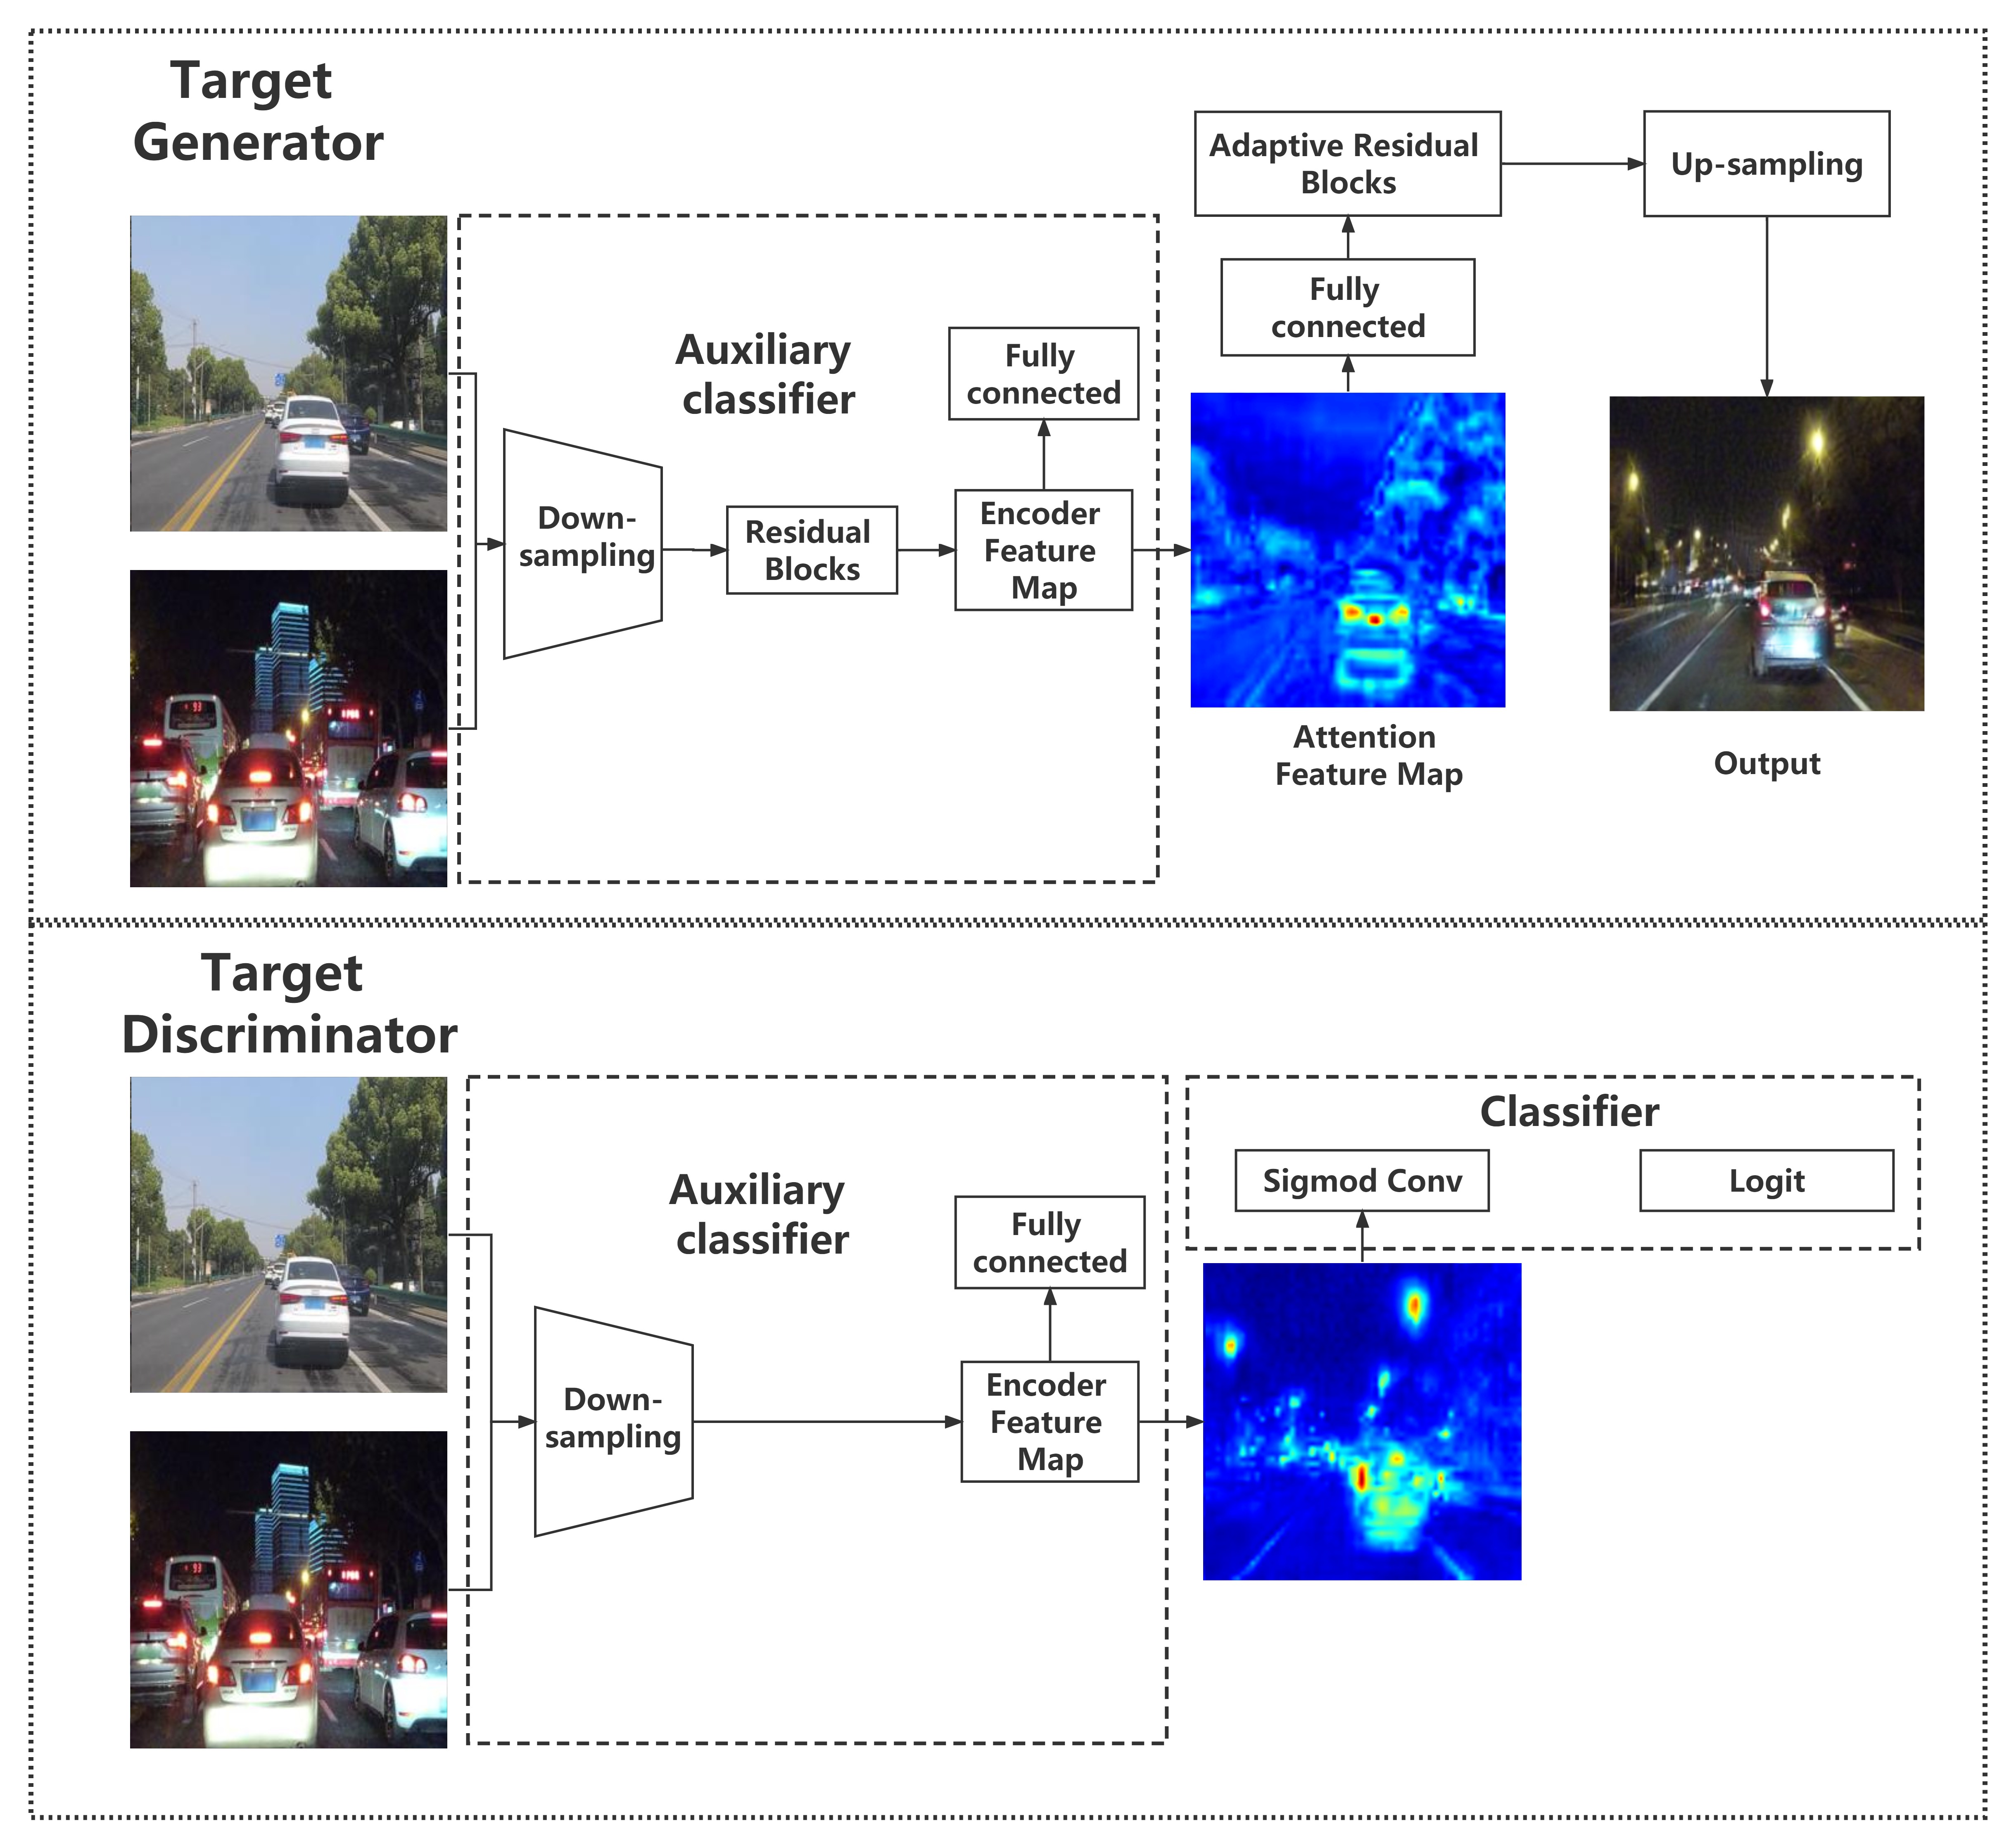 Target
Generator
Auxiliary
classifier
Down-
sampling
Residual
Blocks
Encoder
Feature
Map
Fully
connected
Adaptive Residual
Blocks
Fully
connected
Up-sampling
Attention
Feature Map
Output
Target
Discriminator
Auxiliary
classifier
Down-
sampling
Encoder
Feature
Map
Fully
connected
Classifier
Sigmod Conv
Logit